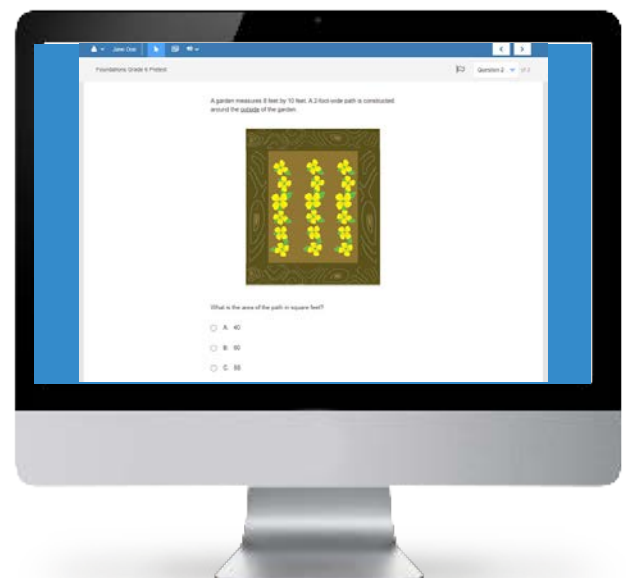 Jane Doe
Foundations Grade 6 Pretest
Question 2
A garden measures 8 feet by 10 feet. A 2-foot-wide path is constructed
around the outside of the garden.
What is the area of the path in square feet?
A. 40
B.
C.